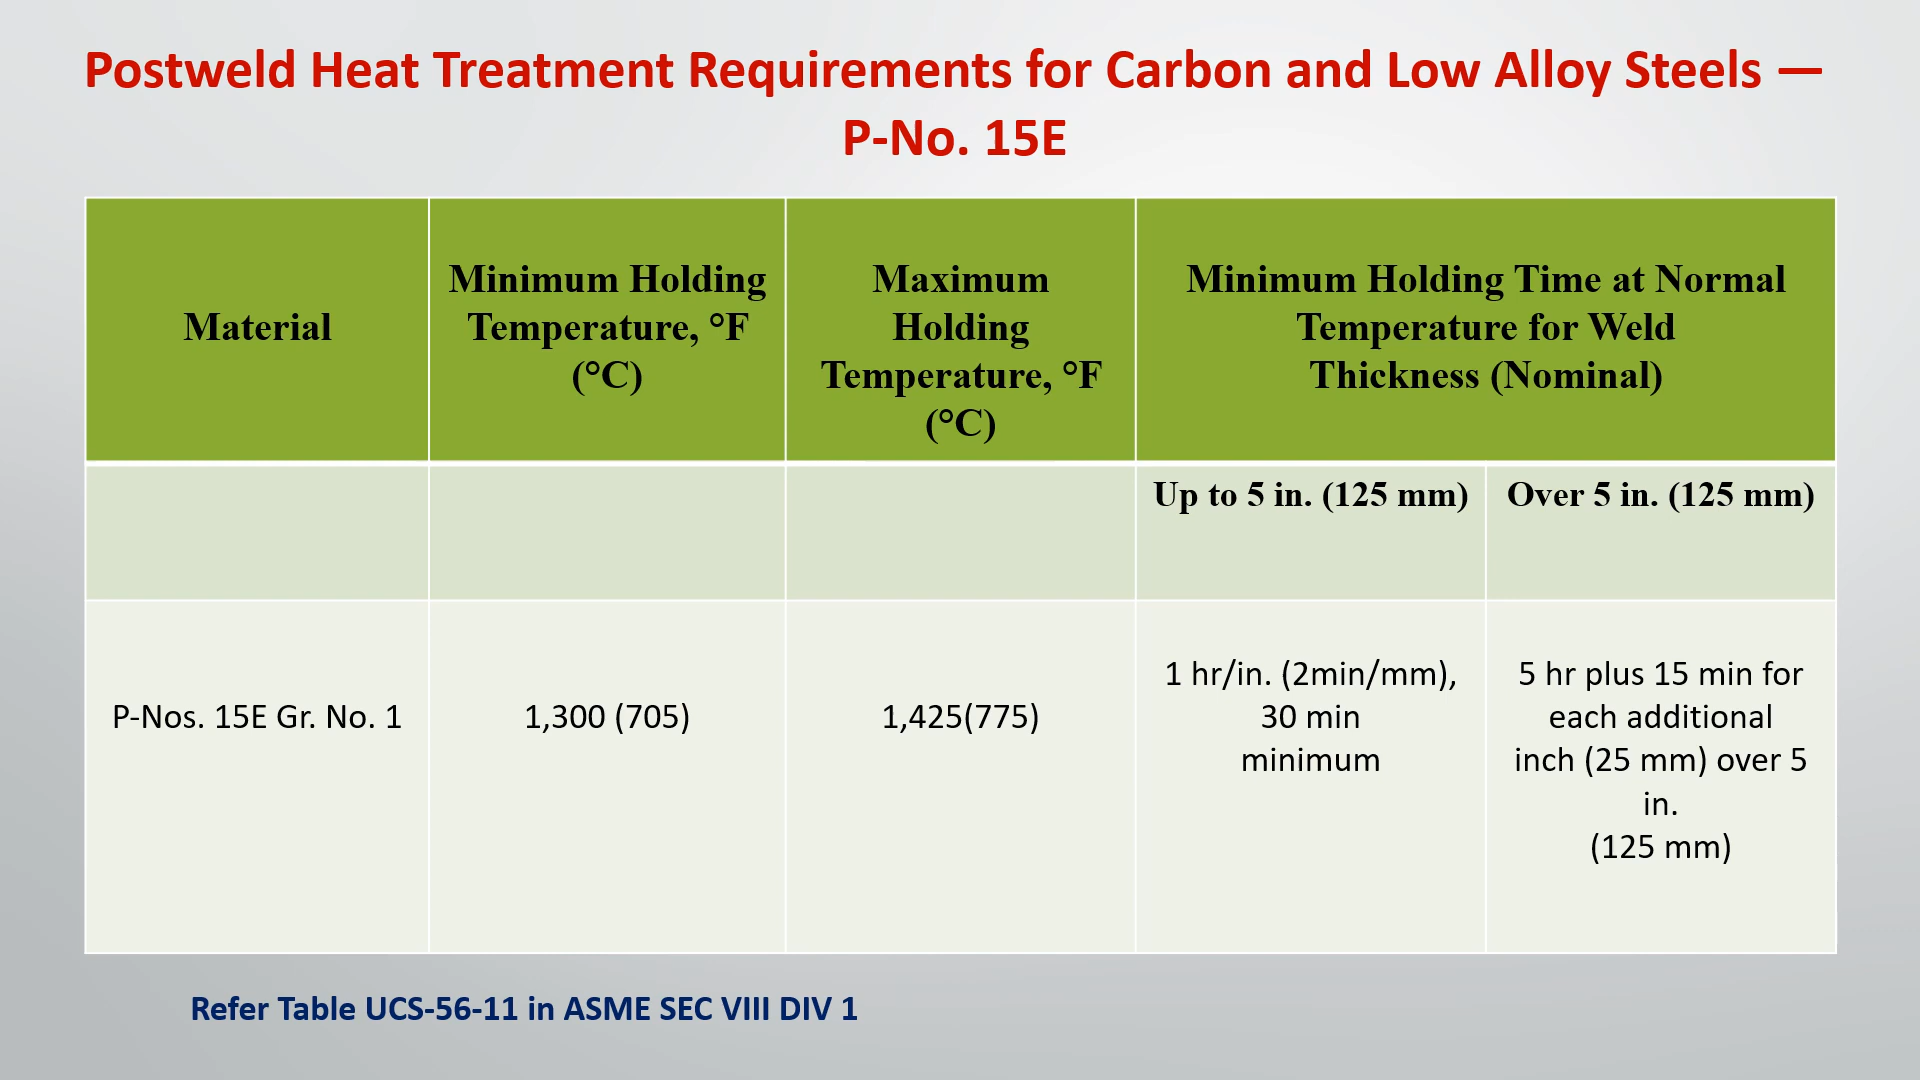 Postweld Heat Treatment Requirements for Carbon and Low Alloy Steels —
P-No. 15E
Material
Minimum Holding
Temperature, °F
(°C)
Maximum
Holding
Temperature, °F
(°C)
Minimum Holding Time at Normal
Temperature for Weld
Thickness (Nominal)
Up to 5 in. (125 mm)
Over 5 in. (125 mm)
P-Nos. 15E Gr. No. 1
1,300 (705)
1,425(775)
1 hr/in. (2min/mm),
30 min
minimum
5 hr plus 15 min for
each additional
inch (25 mm) over 5
in.
(125 mm)
Refer Table UCS-56-11 in ASME SEC VIII DIV 1